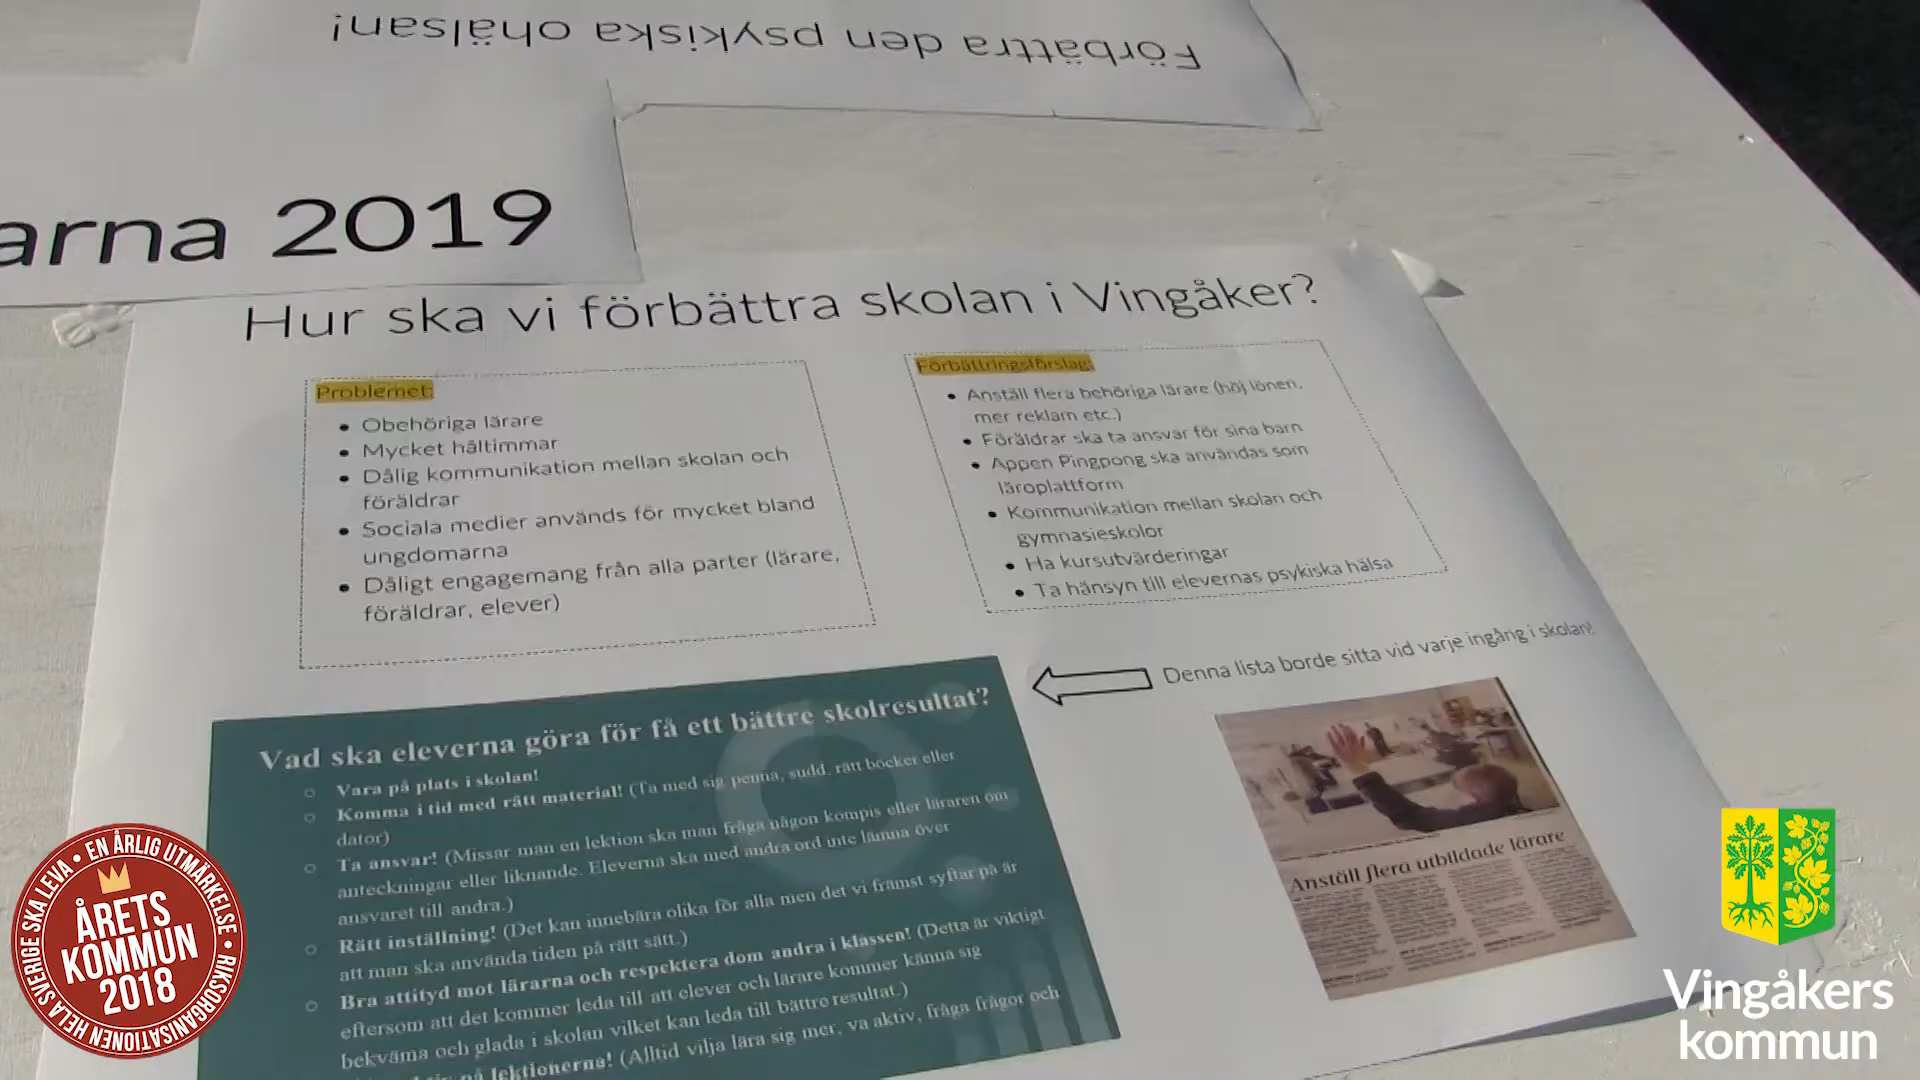 Förbättra den psykiska ohälsan!
arna 2019
Hur ska vi förbättra skolan i Vingåker?
Problemet:
• Obehöriga lärare
• Mycket håltimmar
• Dålig kommunikation mellan skolan och
föräldrar
• Sociala medier används för mycket bland
ungdomarna
• Dåligt engagemang från alla parter (lärare,
föräldrar, elever)
Förbättringsförslag:
• Anställ flera behöriga lärare (höj lönen,
mer reklam etc.)
• Föräldrar ska ta ansvar för sina barn
• Appen Pingpong ska användas som
läroplattform
• Kommunikation mellan skolan och
gymnasieskolor
• Ha kursutvärderingar
• Ta hänsyn till elevernas psykiska hälsa
Denna lista borde sitta vid varje ingång i skolan!
Vad ska eleverna göra för få ett bättre skolresultat?
○ Vara på plats i skolan!
○ Komma i tid med rätt material! (Ta med sig penna, sudd, rätt böcker eller
dator)
○ Ta ansvar! (Missar man en lektion ska man fråga någon kompis eller läraren om
anteckningar eller liknande. Eleverna ska med andra ord inte lämna över
ansvaret till andra.)
○ Rätt inställning! (Det kan innebära olika för alla men det vi främst syftar på är
att man ska använda tiden på rätt sätt.)
○ Bra attityd mot lärarna och respektera dom andra i klassen! (Detta är viktigt
eftersom att det kommer leda till att elever och lärare kommer känna sig
bekväma och glada i skolan vilket kan leda till bättre resultat.)
på lektionerna! (Alltid vilja lära sig mer, va aktiv, fråga frågor och
Anställ flera utbildade lärare
EN ÅRLIG UTMÄRKELSE • RIKSORGANISATIONEN HELA SVERIGE SKA LEVA •
ÅRETS
KOMMUN
2018
Vingåkers
kommun